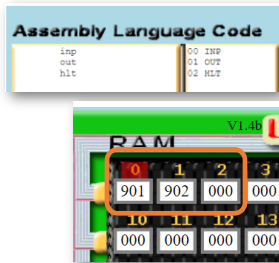 Assembly Language Code
inp 00 INP
out 01 OUT
hlt 02 HLT
V1.4b
RAM
0 1 2 3
901 902 000 000
10 11 12 13
000 000 000 000